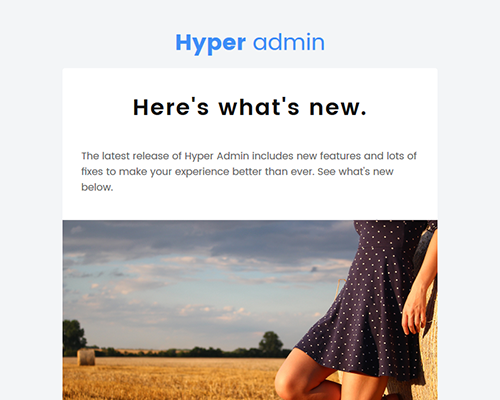 Hyper admin
Here's what's new.
The latest release of Hyper Admin includes new features and lots of
fixes to make your experience better than ever. See what's new
below.